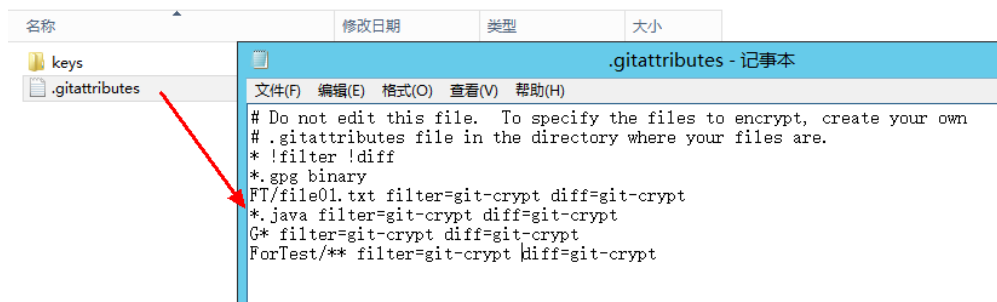 名称 修改日期 类型 大小
keys
.gitattributes
.gitattributes - 记事本
文件(F) 编辑(E) 格式(O) 查看(V) 帮助(H)
# Do not edit this file.  To specify the files to encrypt, create your own
# .gitattributes file in the directory where your files are.
* !filter !diff
*.gpg binary
FT/file01.txt filter=git-crypt diff=git-crypt
*.java filter=git-crypt diff=git-crypt
G* filter=git-crypt diff=git-crypt
ForTest/** filter=git-crypt diff=git-crypt